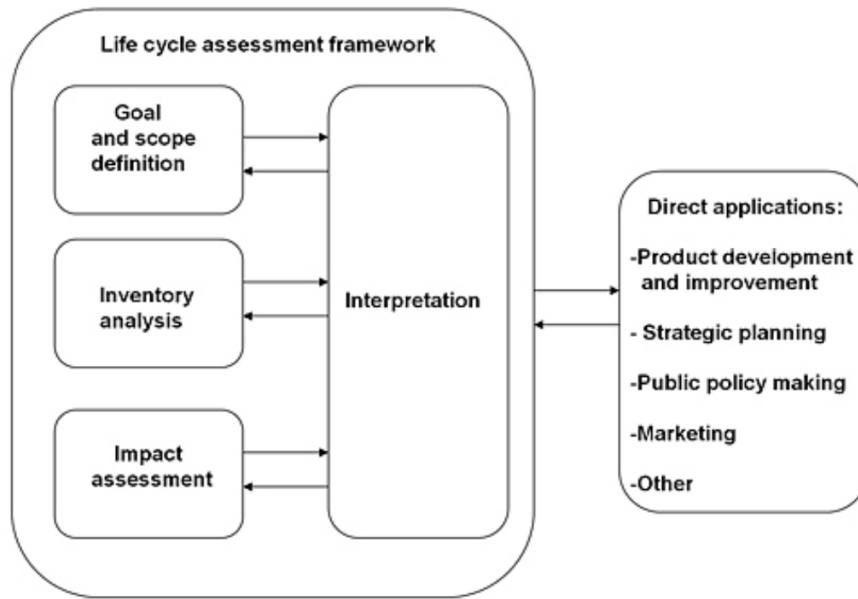 Life cycle assessment framework
Goal
and scope
definition
Inventory
analysis
Impact
assessment
Interpretation
Direct applications:
-Product development
and improvement
- Strategic planning
-Public policy making
-Marketing
-Other